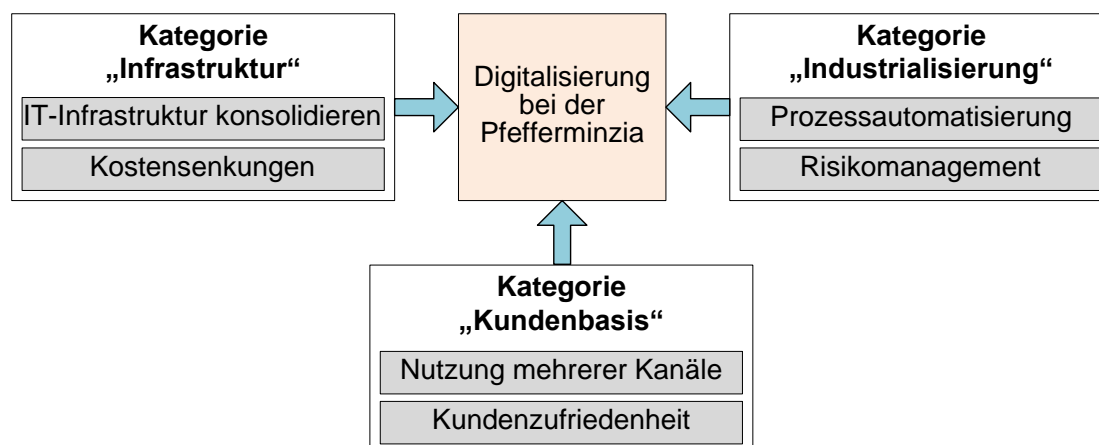 Kategorie
„Infrastruktur“
IT-Infrastruktur konsolidieren
Kostensenkungen
Digitalisierung
bei der
Pfefferminzia
Kategorie
„Industrialisierung“
Prozessautomatisierung
Risikomanagement
Kategorie
„Kundenbasis“
Nutzung mehrerer Kanäle
Kundenzufriedenheit